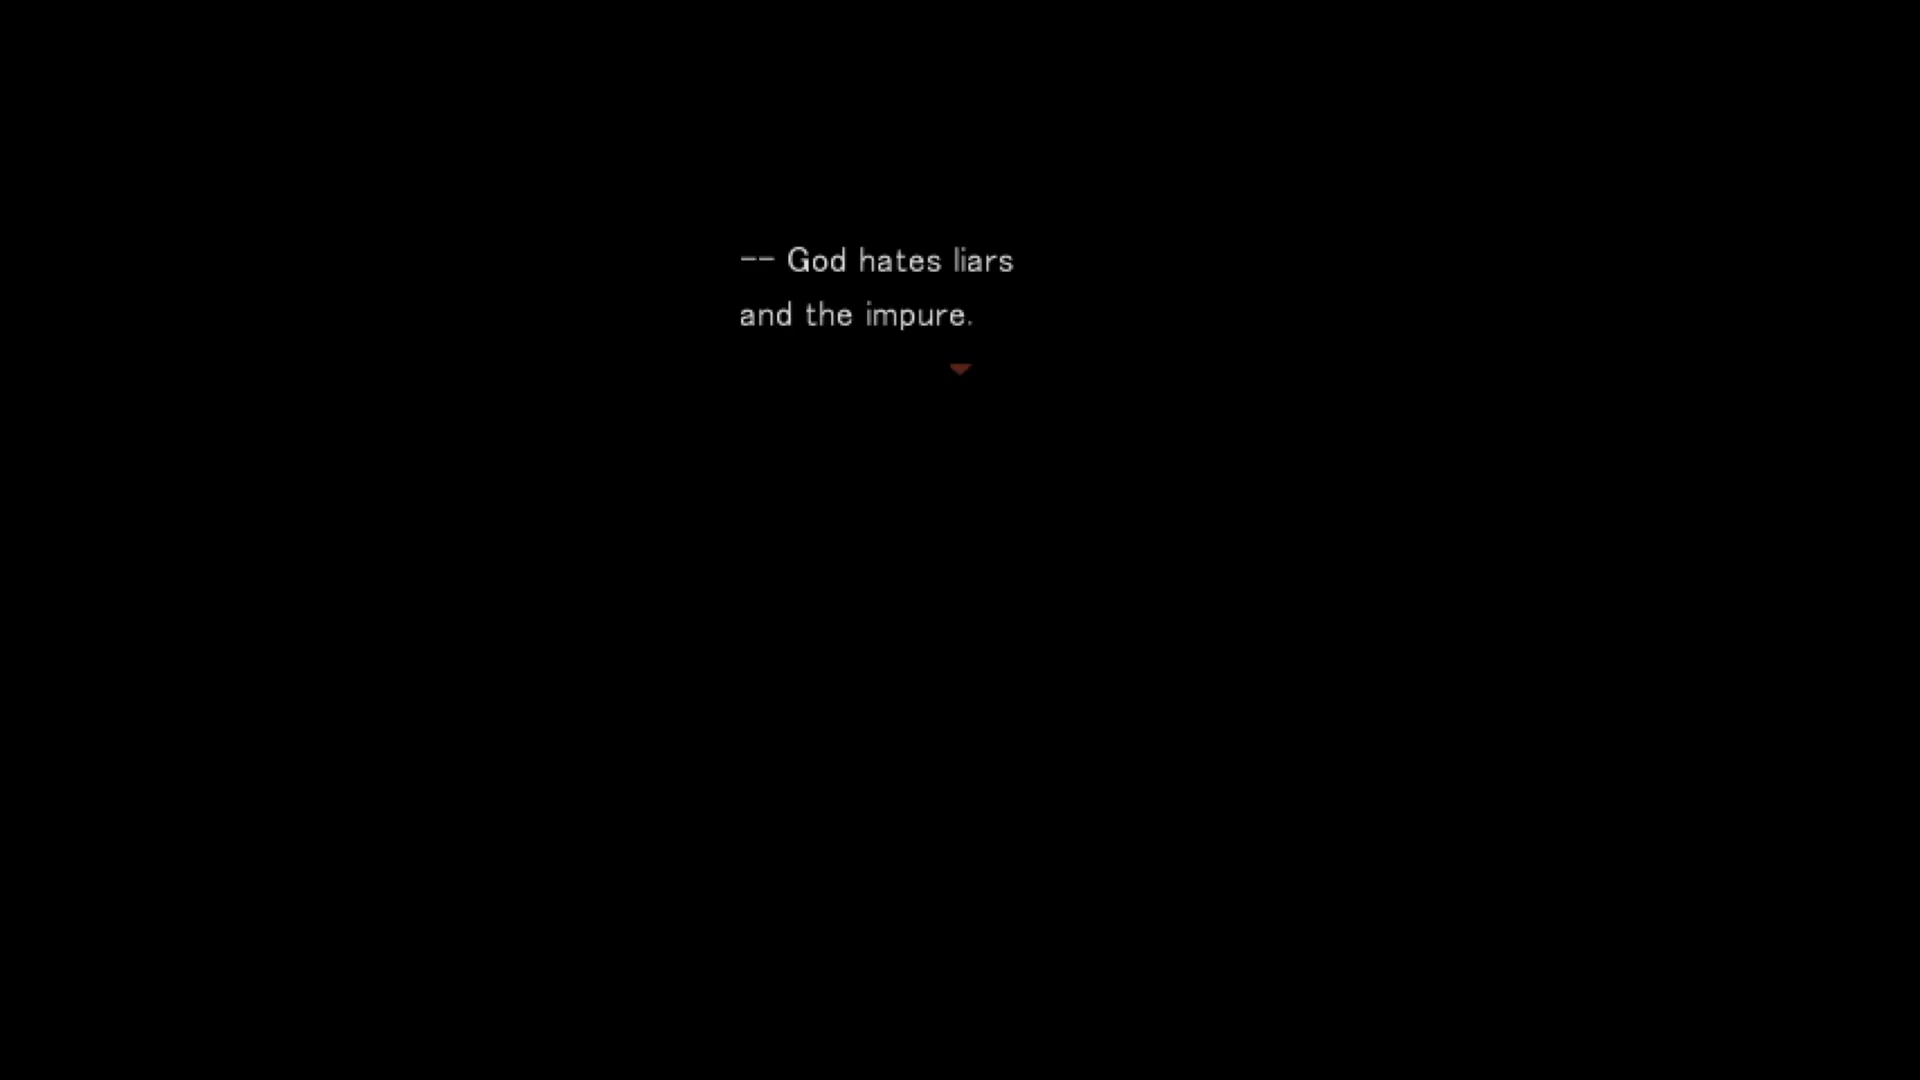 -- God hates liars
and the impure.